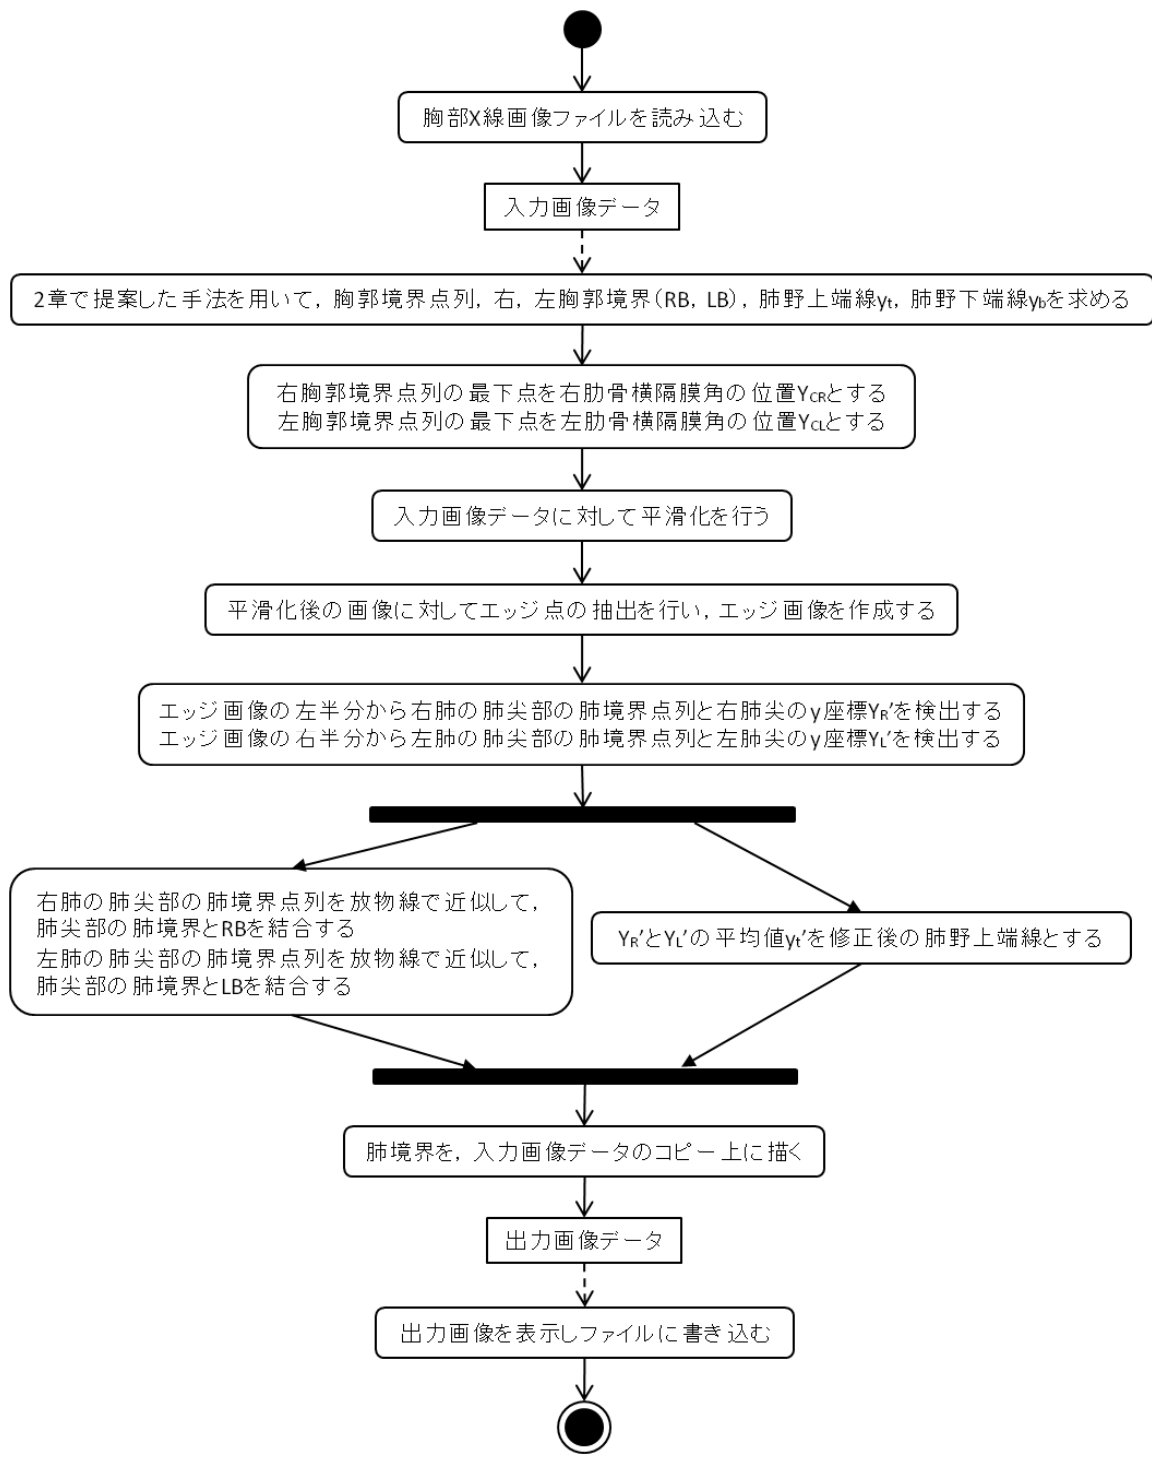 胸部X線画像ファイルを読み込む
入力画像データ
2章で提案した手法を用いて，胸郭境界点列，右，左胸郭境界（RB，LB），肺野上端線yt，肺野下端線ybを求める
右胸郭境界点列の最下点を右肋骨横隔膜角の位置YCRとする
左胸郭境界点列の最下点を左肋骨横隔膜角の位置YCLとする
入力画像データに対して平滑化を行う
平滑化後の画像に対してエッジ点の抽出を行い，エッジ画像を作成する
エッジ画像の左半分から右肺の肺尖部の肺境界点列と右肺尖のy座標YR′を検出する
エッジ画像の右半分から左肺の肺尖部の肺境界点列と左肺尖のy座標YL′を検出する
右肺の肺尖部の肺境界点列を放物線で近似して，
肺尖部の肺境界とRBを結合する
左肺の肺尖部の肺境界点列を放物線で近似して，
肺尖部の肺境界とLBを結合する
YR′とYL′の平均値yt′を修正後の肺野上端線とする
肺境界を，入力画像データのコピー上に描く
出力画像データ
出力画像を表示しファイルに書き込む